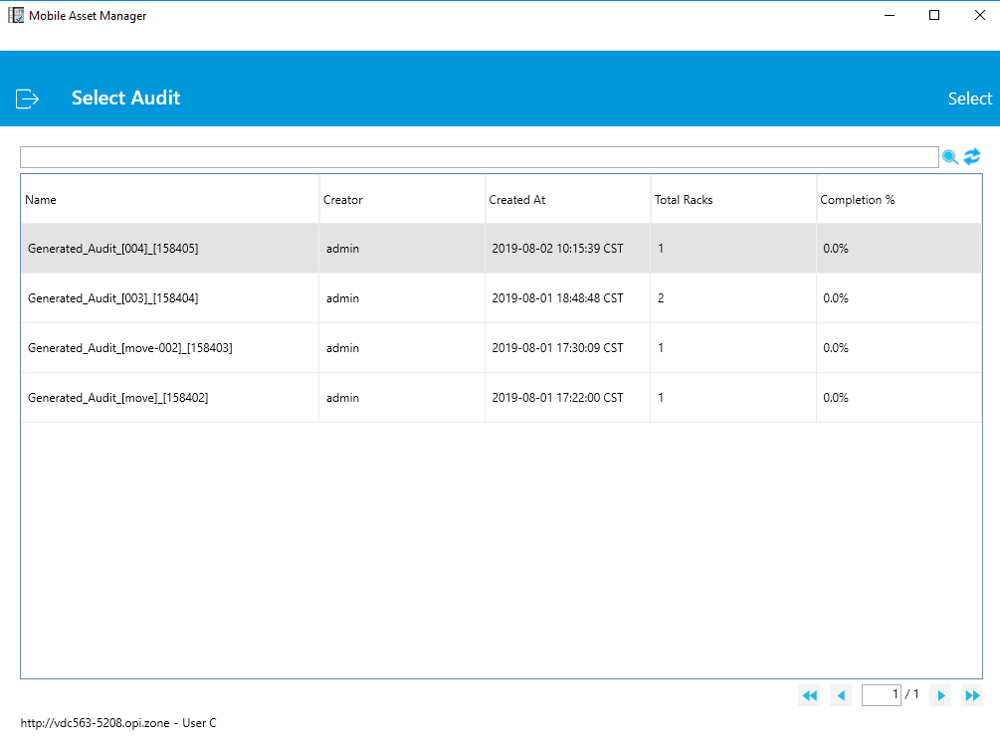 Mobile Asset Manager
Select Audit Select
Name Creator Created At Total Racks Completion %
Generated_Audit_[004]_[158405] admin 2019-08-02 10:15:39 CST 1 0.0%
Generated_Audit_[003]_[158404] admin 2019-08-01 18:48:48 CST 2 0.0%
Generated_Audit_[move-002]_[158403] admin 2019-08-01 17:30:09 CST 1 0.0%
Generated_Audit_[move]_[158402] admin 2019-08-01 17:22:00 CST 1 0.0%
1 / 1
http://vdc563-5208.opi.zone - User C